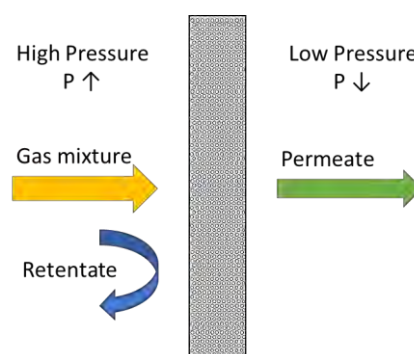 High Pressure
P ↑
Low Pressure
P ↓
Gas mixture
Permeate
Retentate